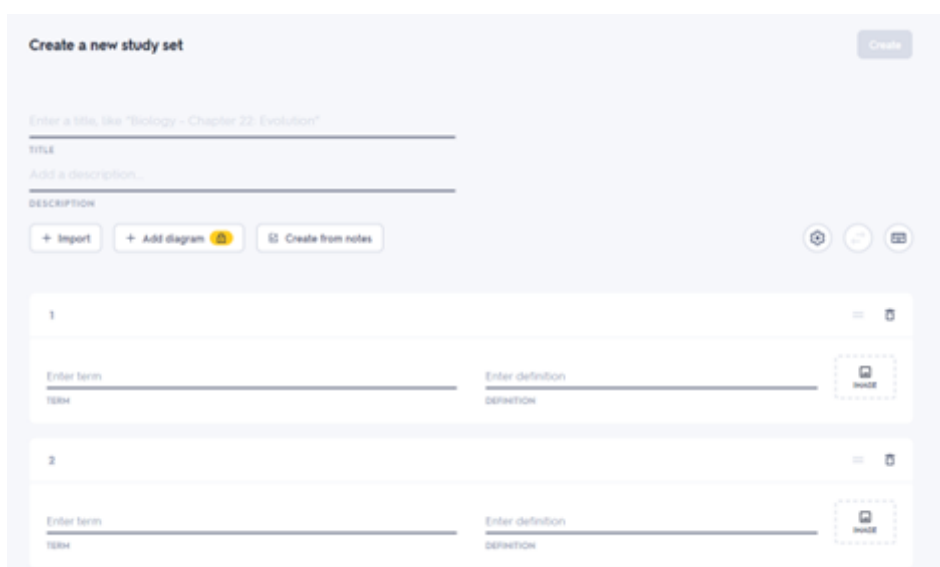 Create a new study set
Create
Enter a title, like "Biology - Chapter 22: Evolution"
TITLE
Add a description...
DESCRIPTION
+ Import
+ Add diagram
Create from notes
1
Enter term
Enter definition
TERM
DEFINITION
IMAGE
2
Enter term
Enter definition
TERM
DEFINITION
IMAGE